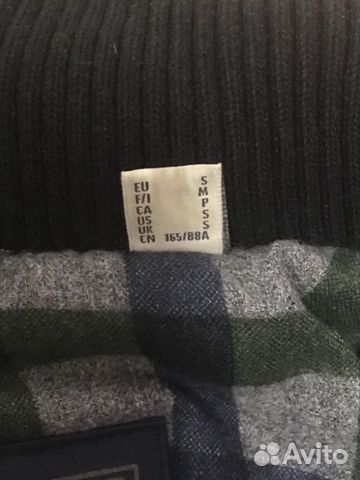 EU S
F/I M
CA P
US S
UK S
CN 165/88A
Avito